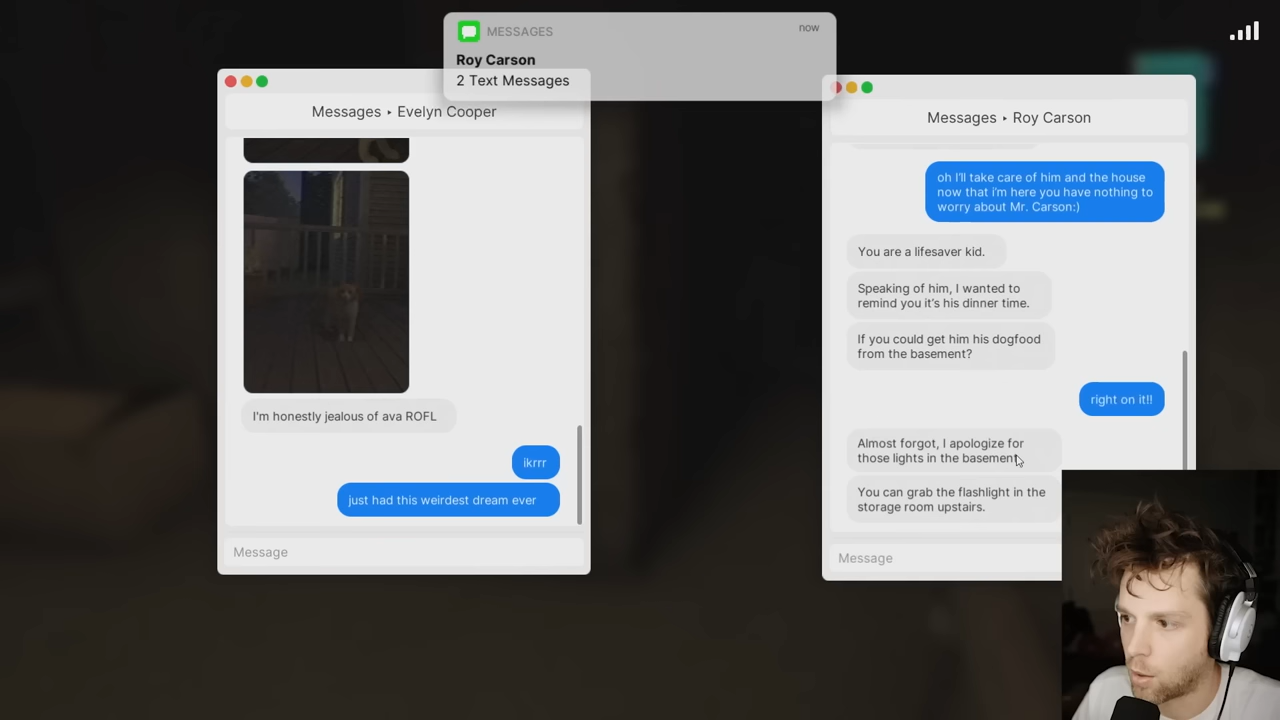 MESSAGES
now
Roy Carson
2 Text Messages
Messages ‣ Evelyn Cooper
I'm honestly jealous of ava ROFL
ikrrr
just had this weirdest dream ever
Message
Messages ‣ Roy Carson
oh I'll take care of him and the house
now that i'm here you have nothing to
worry about Mr. Carson:)
You are a lifesaver kid.
Speaking of him, I wanted to
remind you it's his dinner time.
If you could get him his dogfood
from the basement?
right on it!!
Almost forgot, I apologize for
those lights in the basement.
You can grab the flashlight in the
storage room upstairs.
Message